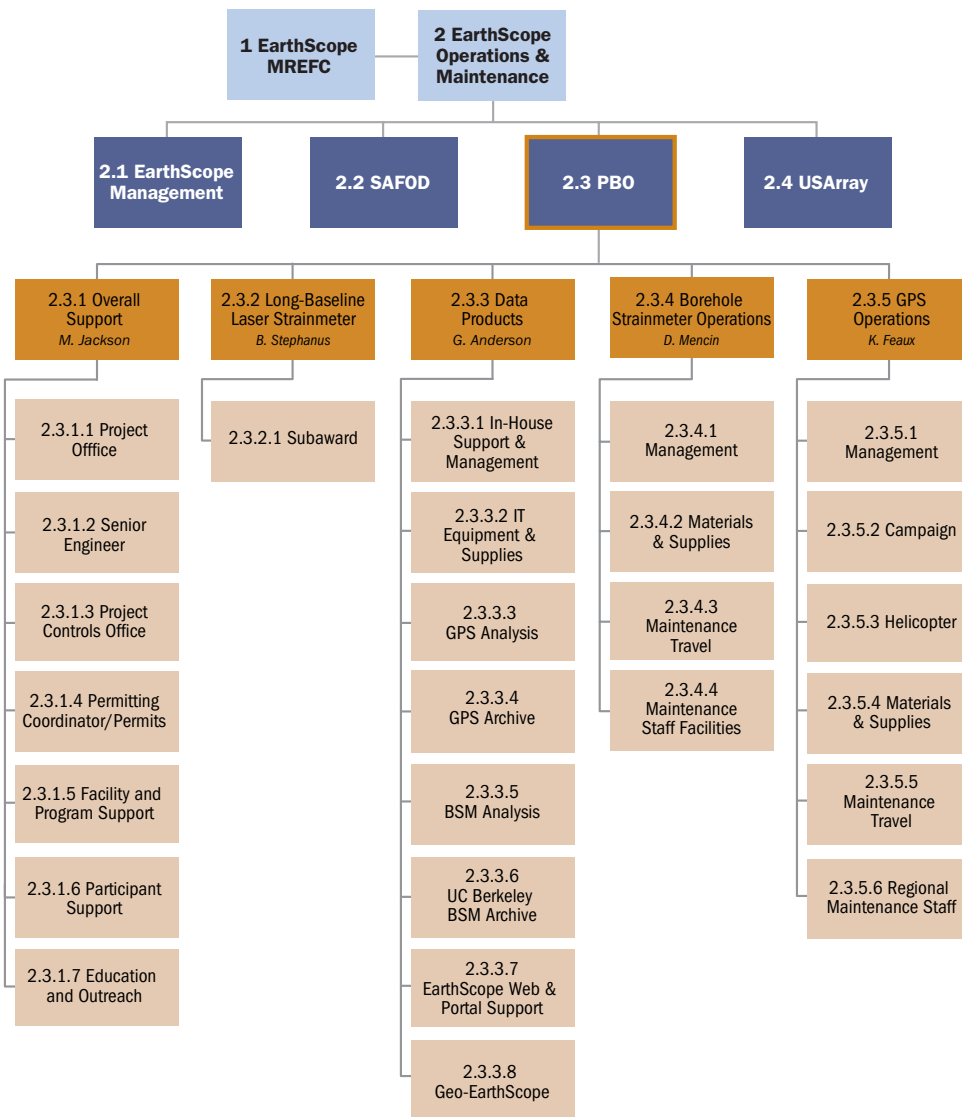 1 EarthScope
MREFC
2 EarthScope
Operations &
Maintenance
2.1 EarthScope
Management
2.2 SAFOD
2.3 PBO
2.4 USArray
2.3.1 Overall
Support
M. Jackson
2.3.2 Long-Baseline
Laser Strainmeter
B. Stephanus
2.3.3 Data
Products
G. Anderson
2.3.4 Borehole
Strainmeter Operations
D. Mencin
2.3.5 GPS
Operations
K. Feaux
2.3.1.1 Project
Offfice
2.3.1.2 Senior
Engineer
2.3.1.3 Project
Controls Office
2.3.1.4 Permitting
Coordinator/Permits
2.3.1.5 Facility and
Program Support
2.3.1.6 Participant
Support
2.3.1.7 Education
and Outreach
2.3.2.1 Subaward
2.3.3.1 In-House
Support &
Management
2.3.3.2 IT
Equipment &
Supplies
2.3.3.3
GPS Analysis
2.3.3.4
GPS Archive
2.3.3.5
BSM Analysis
2.3.3.6
UC Berkeley
BSM Archive
2.3.3.7
EarthScope Web &
Portal Support
2.3.3.8
Geo-EarthScope
2.3.4.1
Management
2.3.4.2 Materials
& Supplies
2.3.4.3
Maintenance
Travel
2.3.4.4
Maintenance
Staff Facilities
2.3.5.1
Management
2.3.5.2 Campaign
2.3.5.3 Helicopter
2.3.5.4 Materials
& Supplies
2.3.5.5
Maintenance
Travel
2.3.5.6 Regional
Maintenance Staff